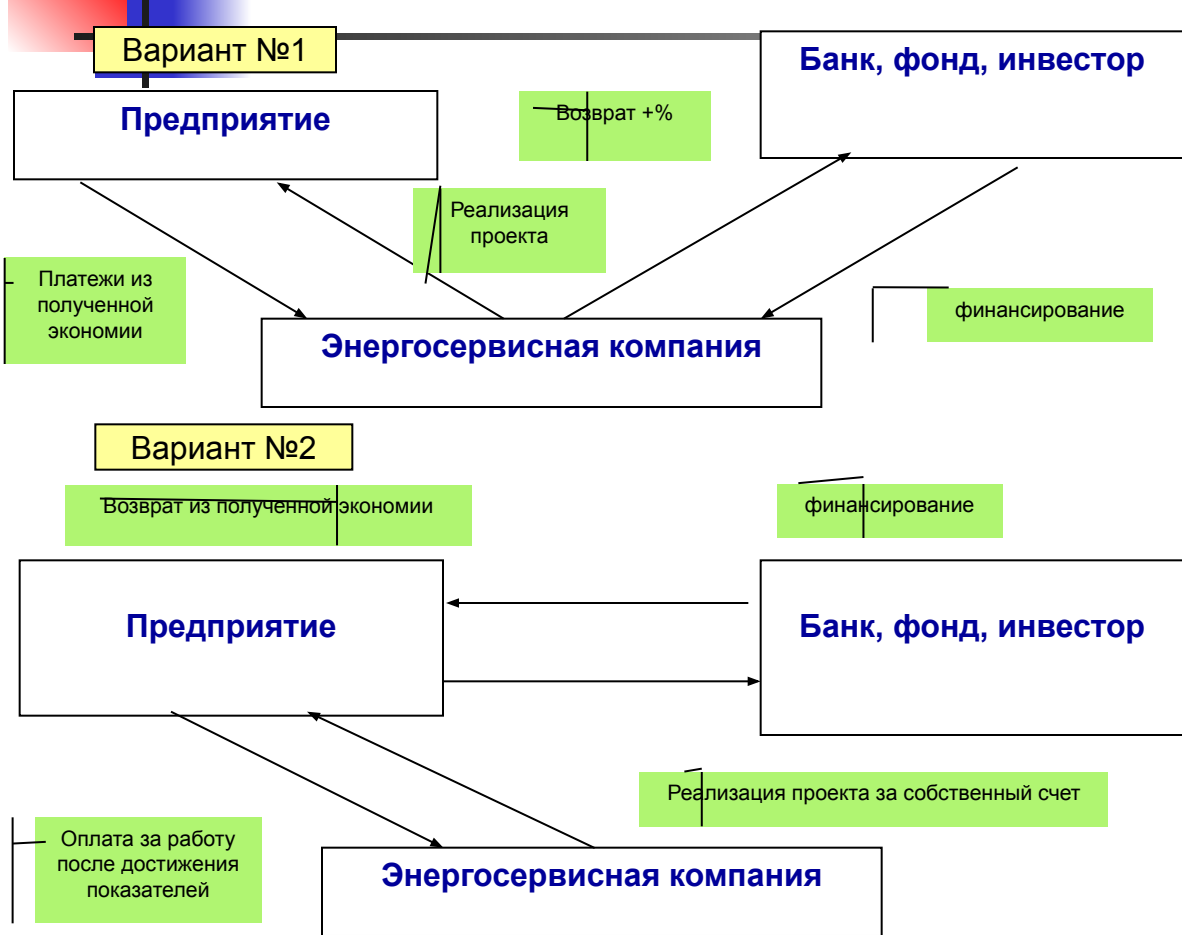 Вариант №1
Банк, фонд, инвестор
Предприятие
Возврат +%
Реализация
проекта
Платежи из
полученной
экономии
финансирование
Энергосервисная компания
Вариант №2
Возврат из полученной экономии
финансирование
Предприятие
Банк, фонд, инвестор
Реализация проекта за собственный счет
Оплата за работу
после достижения
показателей
Энергосервисная компания